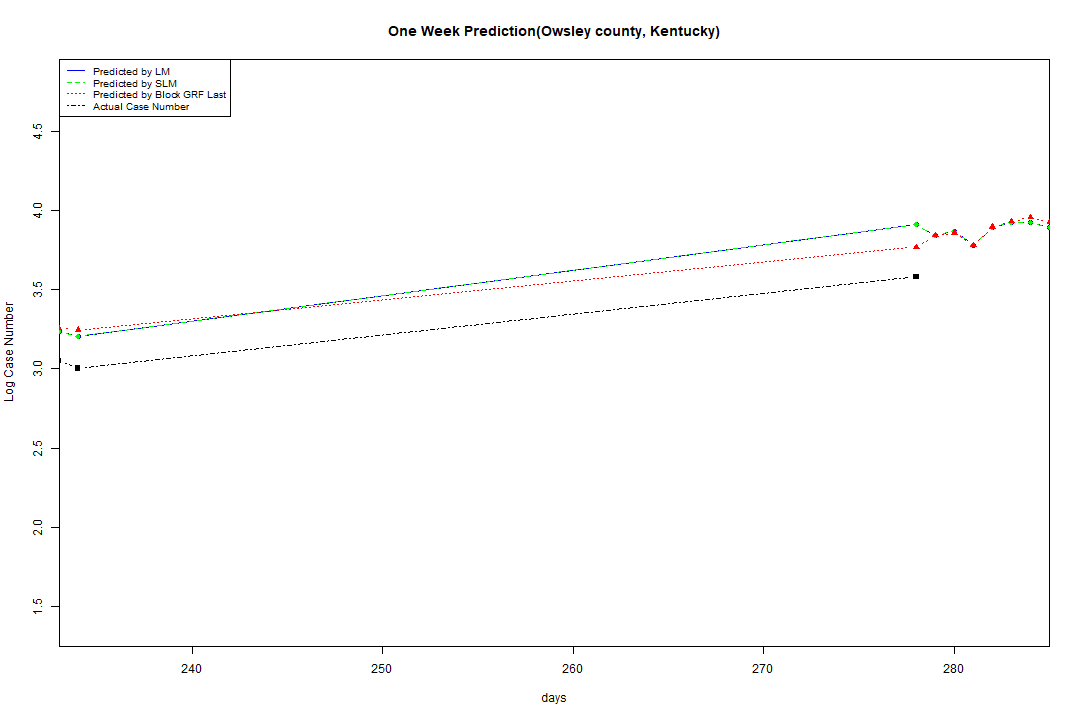 One Week Prediction(Owsley county, Kentucky)
Predicted by LM
Predicted by SLM
Predicted by Block GRF Last
Actual Case Number
Log Case Number
4.5
4.0
3.5
3.0
2.5
2.0
1.5
240 250 260 270 280
days